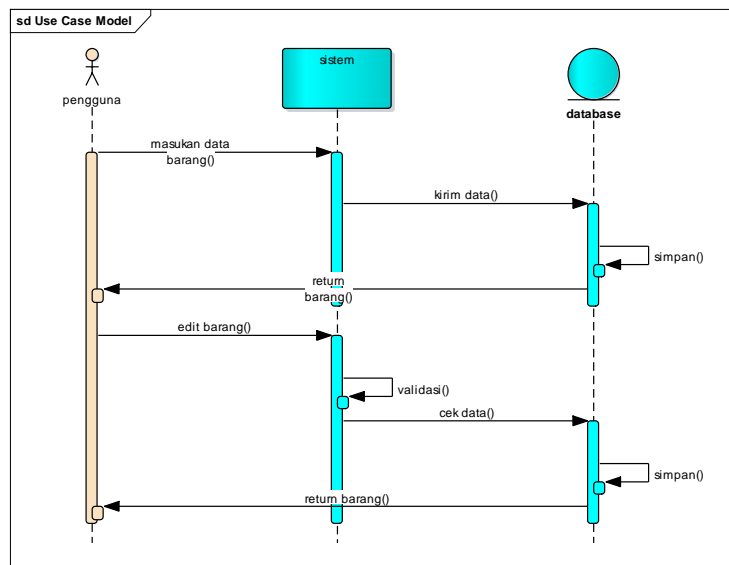 sd Use Case Model
pengguna
sistem
database
masukan data
barang()
kirim data()
simpan()
return
barang()
edit barang()
validasi()
cek data()
simpan()
return barang()